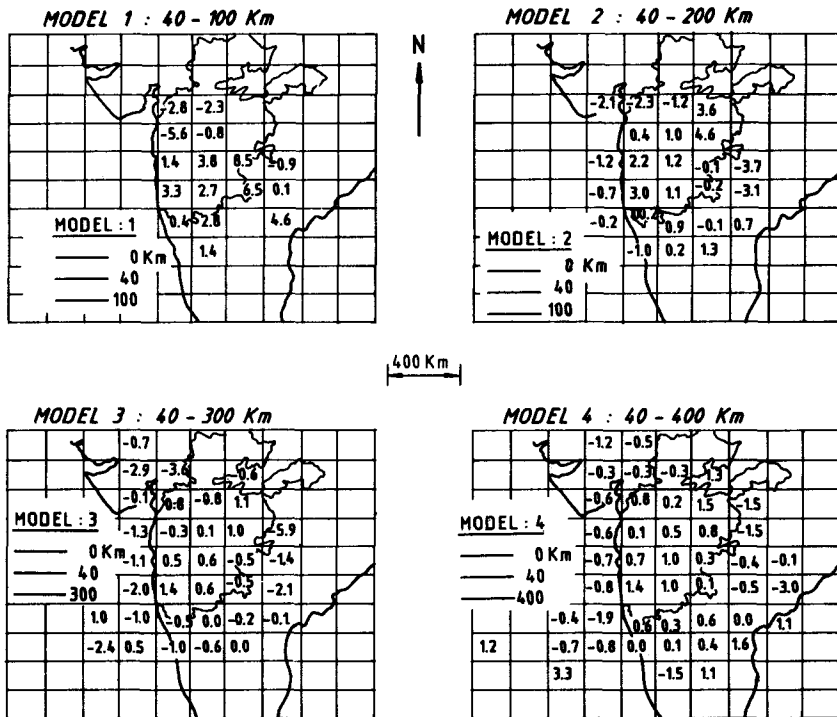 MODEL 1 : 40 - 100 Km
-2.8 -2.3
-5.6 -0.8
1.4 3.8 8.5 -0.9
3.3 2.7 6.5 0.1
0.4 2.8 4.6
1.4
MODEL : 1
0 Km
40
100
N
MODEL 2 : 40 - 200 Km
-2.1 -2.3 -1.2 3.6
0.4 1.0 4.6
-1.2 2.2 1.2 -0.1 -3.7
-0.7 3.0 1.1 -0.2 -3.1
-0.2 0.9 -0.1 0.7
-1.0 0.2 1.3
MODEL : 2
0 Km
40
100
400 Km
MODEL 3 : 40 - 300 Km
-0.7
-2.9 -3.6 0.6
-0.1 0.8 -0.8 1.1
-1.3 -0.3 0.1 1.0 -5.9
-1.1 0.5 0.6 -0.5 -1.4
-2.0 1.4 0.6 0.5 -2.1
1.0 -1.0 -0.5 0.0 -0.2 -0.1
-2.4 0.5 -1.0 -0.6 0.0
MODEL : 3
0 Km
40
300
MODEL 4 : 40 - 400 Km
-1.2 -0.5
-0.3 -0.3 -0.3 1.3
-0.6 0.8 0.2 1.5 -1.5
-0.6 0.1 0.5 0.8 -1.5
-0.7 0.7 1.0 0.3 -0.4 -0.1
-0.8 1.4 1.0 0.1 -0.5 -3.0
-0.4 -1.9 0.6 0.3 0.6 0.0 1.1
1.2 -0.7 -0.8 0.0 0.1 0.4 1.6
3.3 -1.5 1.1
MODEL : 4
0 Km
40
400